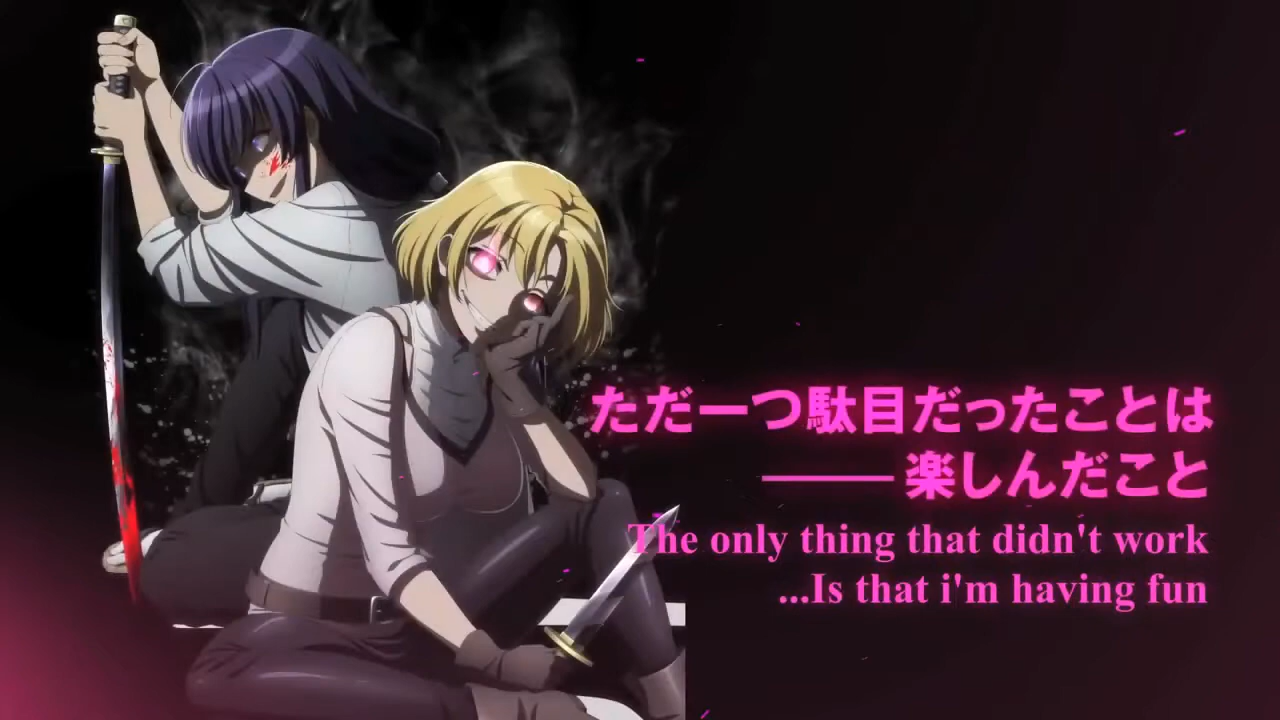 ただ一つ駄目だったことは
―― 楽しんだこと
The only thing that didn't work
...Is that i'm having fun